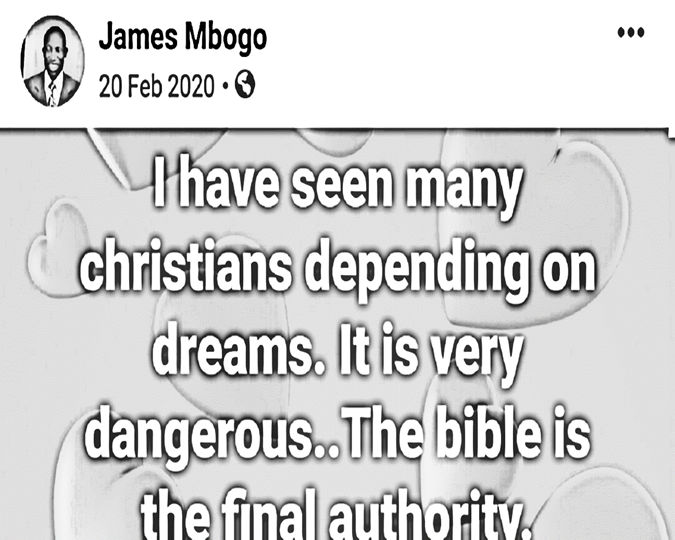 James Mbogo
20 Feb 2020 •
I have seen many
christians depending on
dreams. It is very
dangerous..The bible is
the final authority.